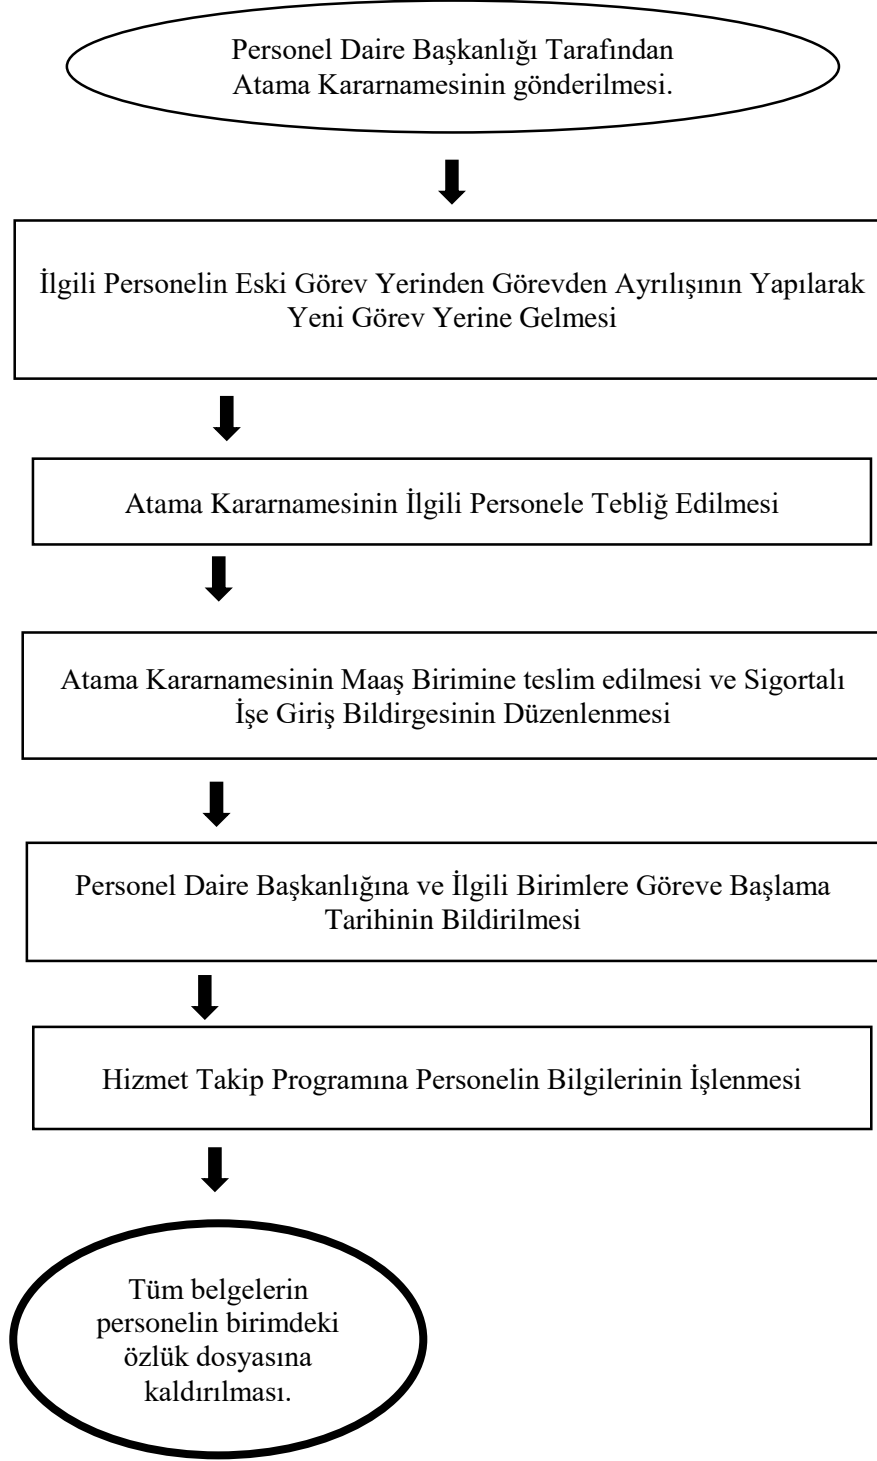 Personel Daire Başkanlığı Tarafından
Atama Kararnamesinin gönderilmesi.
İlgili Personelin Eski Görev Yerinden Görevden Ayrılışının Yapılarak
Yeni Görev Yerine Gelmesi
Atama Kararnamesinin İlgili Personele Tebliğ Edilmesi
Atama Kararnamesinin Maaş Birimine teslim edilmesi ve Sigortalı
İşe Giriş Bildirgesinin Düzenlenmesi
Personel Daire Başkanlığına ve İlgili Birimlere Göreve Başlama
Tarihinin Bildirilmesi
Hizmet Takip Programına Personelin Bilgilerinin İşlenmesi
Tüm belgelerin
personelin birimdeki
özlük dosyasına
kaldırılması.